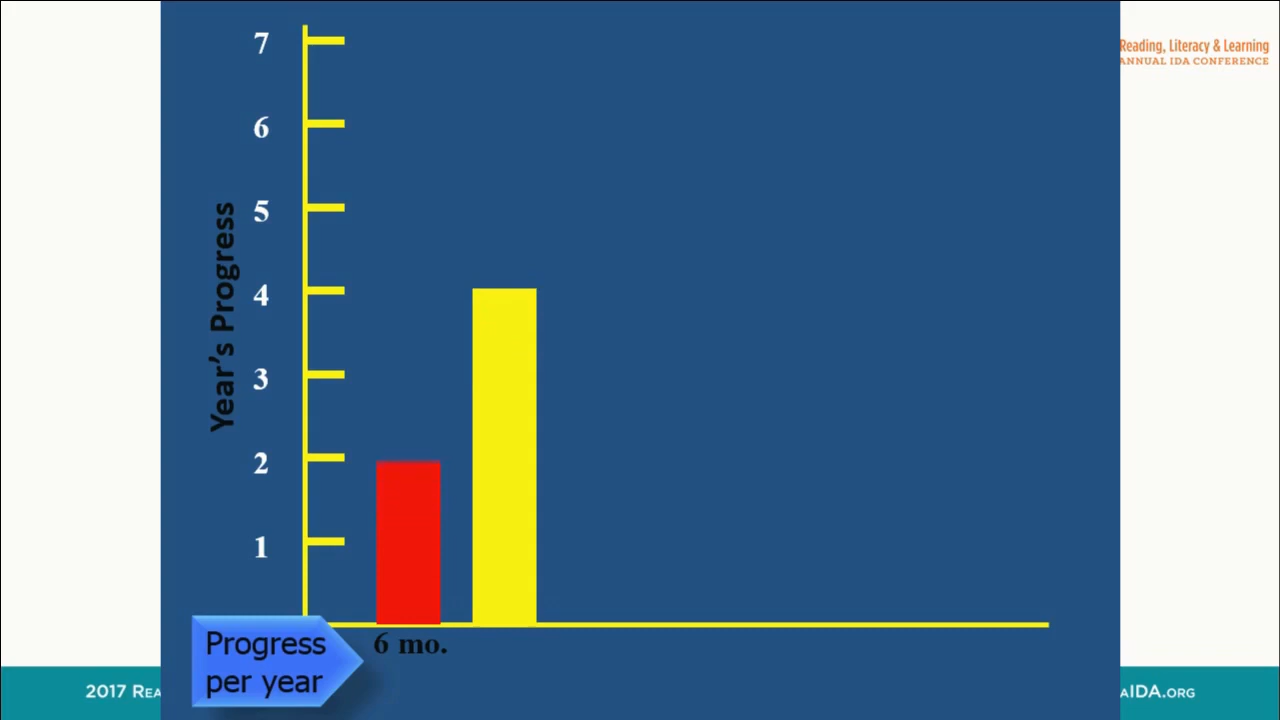 Reading, Literacy & Learning
ANNUAL IDA CONFERENCE
7
6
5
4
3
2
1
Year's Progress
Progress
per year
6 mo.
2017 REA
AIDA.ORG